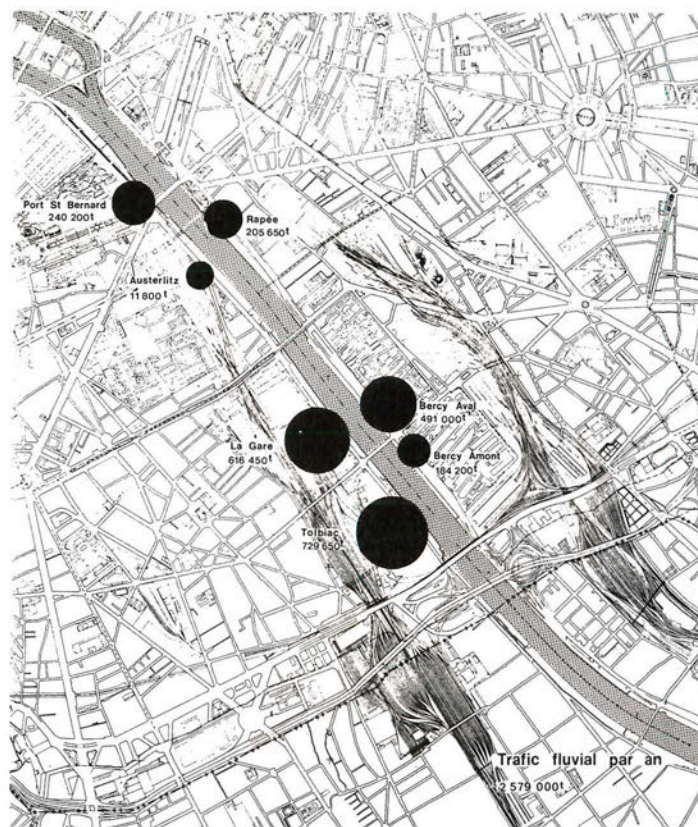 Port St Bernard
240 200t
Rapée
205 650t
Austerlitz
11 800t
Bercy Aval
491 000t
La Gare
616 450t
Bercy Amont
184 200t
Tolbiac
729 650t
Trafic fluvial par an
2 579 000t